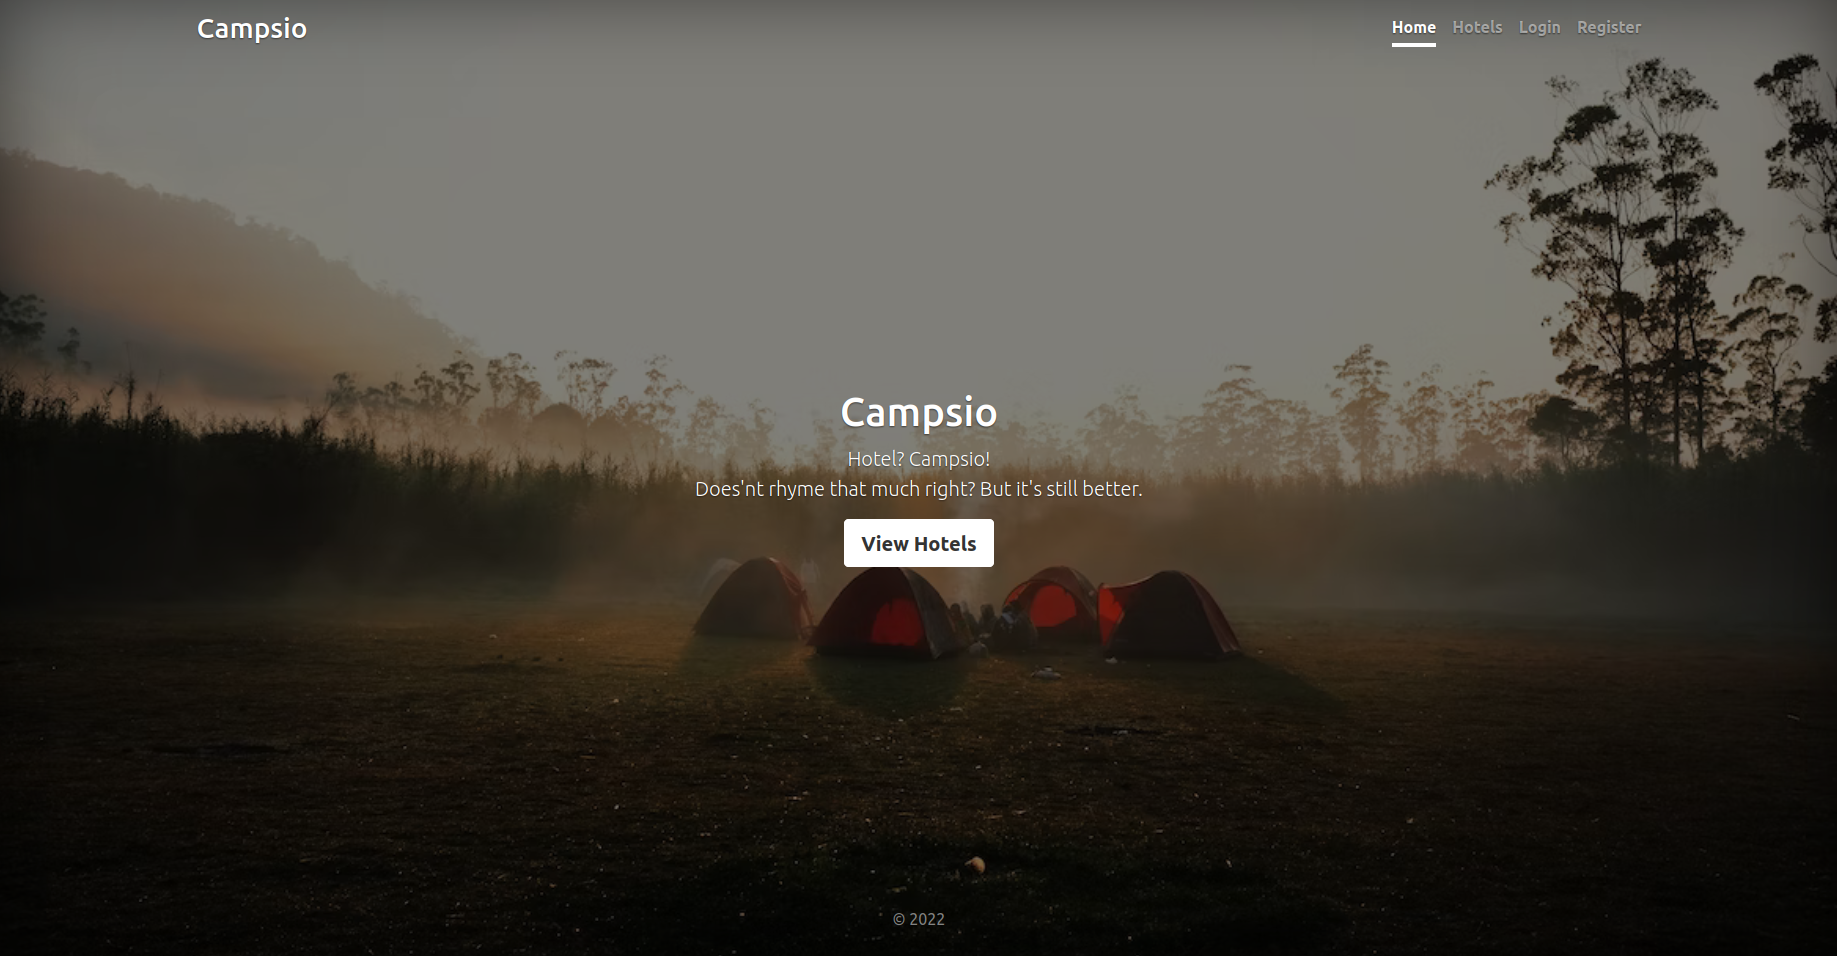 Campsio
Home Hotels Login Register
Campsio
Hotel? Campsio!
Does'nt rhyme that much right? But it's still better.
View Hotels
© 2022